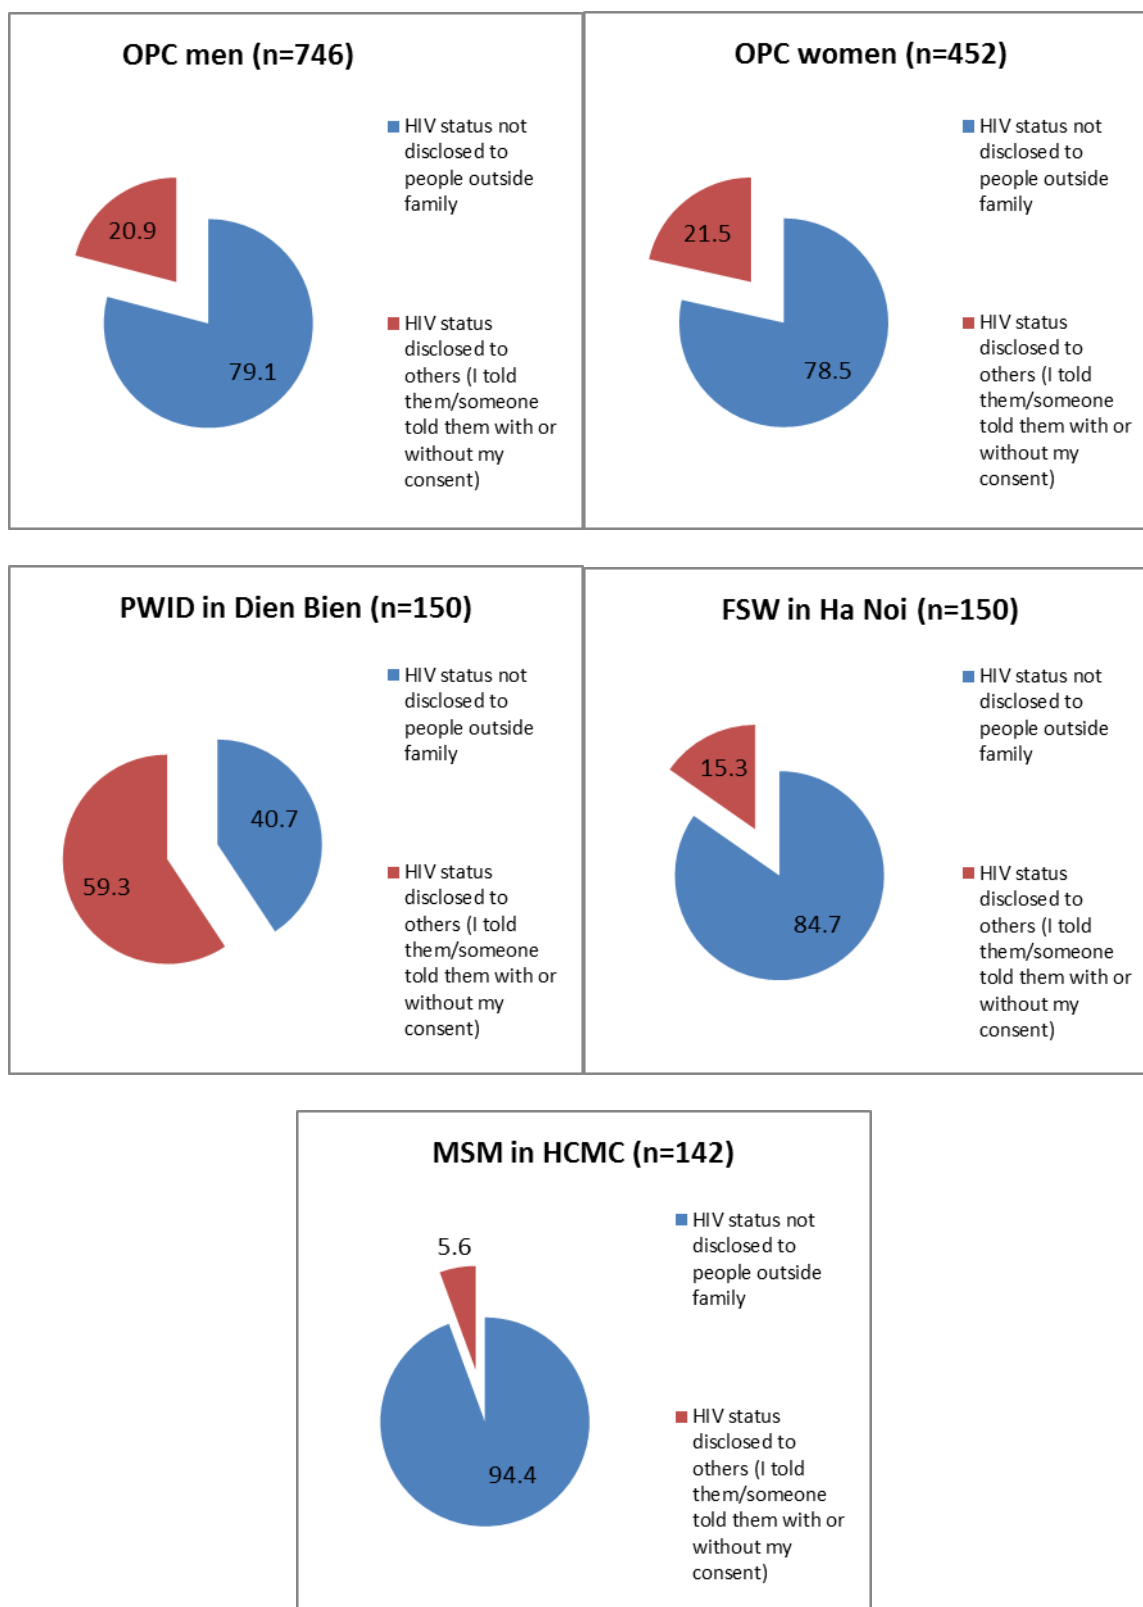 OPC men (n=746)
HIV status not
disclosed to
people outside
family
20.9
79.1
HIV status
disclosed to
others (I told
them/someone
told them with or
without my
consent)
OPC women (n=452)
HIV status not
disclosed to
people outside
family
21.5
78.5
HIV status
disclosed to
others (I told
them/someone
told them with or
without my
consent)
PWID in Dien Bien (n=150)
HIV status not
disclosed to
people outside
family
40.7
59.3
HIV status
disclosed to
others (I told
them/someone
told them with or
without my
consent)
FSW in Ha Noi (n=150)
HIV status not
disclosed to
people outside
family
15.3
84.7
HIV status
disclosed to
others (I told
them/someone
told them with or
without my
consent)
MSM in HCMC (n=142)
HIV status not
disclosed to
people outside
family
5.6
94.4
HIV status
disclosed to
others (I told
them/someone
told them with or
without my
consent)